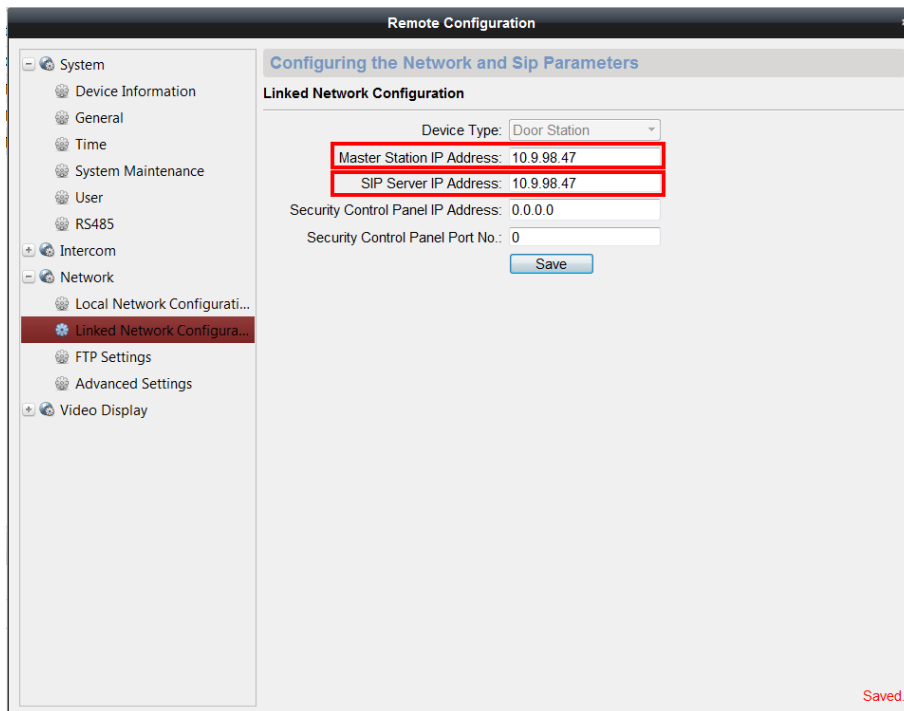 Remote Configuration
System
Device Information
General
Time
System Maintenance
User
RS485
Intercom
Network
Local Network Configurati...
Linked Network Configura...
FTP Settings
Advanced Settings
Video Display
Configuring the Network and Sip Parameters
Linked Network Configuration
Device Type: Door Station
Master Station IP Address: 10.9.98.47
SIP Server IP Address: 10.9.98.47
Security Control Panel IP Address: 0.0.0.0
Security Control Panel Port No.: 0
Save
Saved.